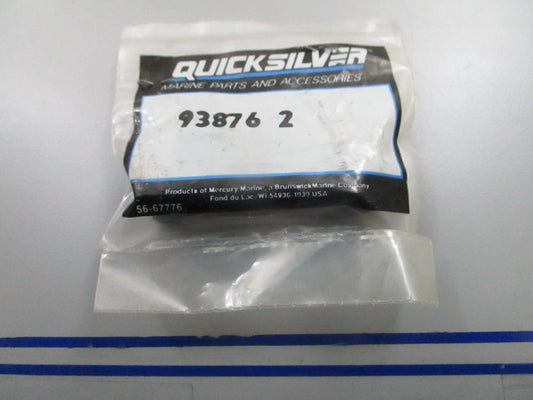 QUICKSILVER
MARINE PARTS AND ACCESSORIES
93876 2
Products of Mercury Marine, a Brunswick Marine Company
Fond du Lac, WI 54936-1939 USA
56-67776